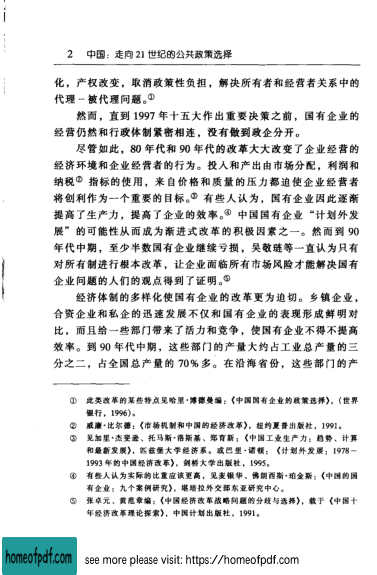 2 中国：走向 21 世纪的公共政策选择
化，产权改变，取消政策性负担，解决所有者和经营者关系中的
代理－被代理问题。①
然而，直到 1997 年十五大作出重要决策之前，国有企业的
经营仍然和行政体制紧密相连，没有做到政企分开。
尽管如此，80 年代和 90 年代的改革大大改变了企业经营的
经济环境和企业经营者的行为。投入和产出由市场分配，利润和
纳税② 指标的使用，来自价格和质量的压力都迫使企业经营者
将创利作为一个重要的目标。③ 有些人认为，国有企业因此逐渐
提高了生产力，提高了企业的效率。④ 中国国有企业“计划外发
展”的可能性从而成为渐进式改革的积极因素之一。然而到 90
年代中期，至少半数国有企业继续亏损，吴敬琏等一直认为只有
对所有制进行根本改革，让企业面临所有市场风险才能解决国有
企业问题的人们的观点得到了证明。⑤
经济体制的多样化使国有企业的改革更为迫切。乡镇企业，
合资企业和私企的迅速发展不仅和国有企业的表现形成鲜明对
比，而且给一些部门带来了活力和竞争，使国有企业不得不提高
效率。到 90 年代中期，这些部门的产量大约占工业总产量的三
分之二，占全国总产量的 70％多。在沿海省份，这些部门的产
① 此类改革的某些特点见哈里·博德曼编：《中国国有企业的政策选择》，(世界
银行，1996)。
② 威廉·比尔德：《市场机制和中国的经济改革》，纽约夏普出版社，1991。
③ 见加里·杰斐逊、托马斯·洛斯基、郑育新：《中国工业生产力：趋势、计算
和最新发展》，匹兹堡大学经济系。或巴里·诺顿：《计划外发展：1978～
1993 年的中国经济改革》，剑桥大学出版社，1995。
④ 有些人认为实际的比重应该更高，见麦银华、佛朗西斯·珀金斯：《中国的国
有企业：九个案例研究》，堪培拉外交部东亚研究中心。
⑤ 张卓元、黄范章编：《中国经济改革战略问题的分歧与选择》，载于《中国十
年经济改革理论探索》，中国计划出版社，1991。
homeofpdf.com
see more please visit: https://homeofpdf.com